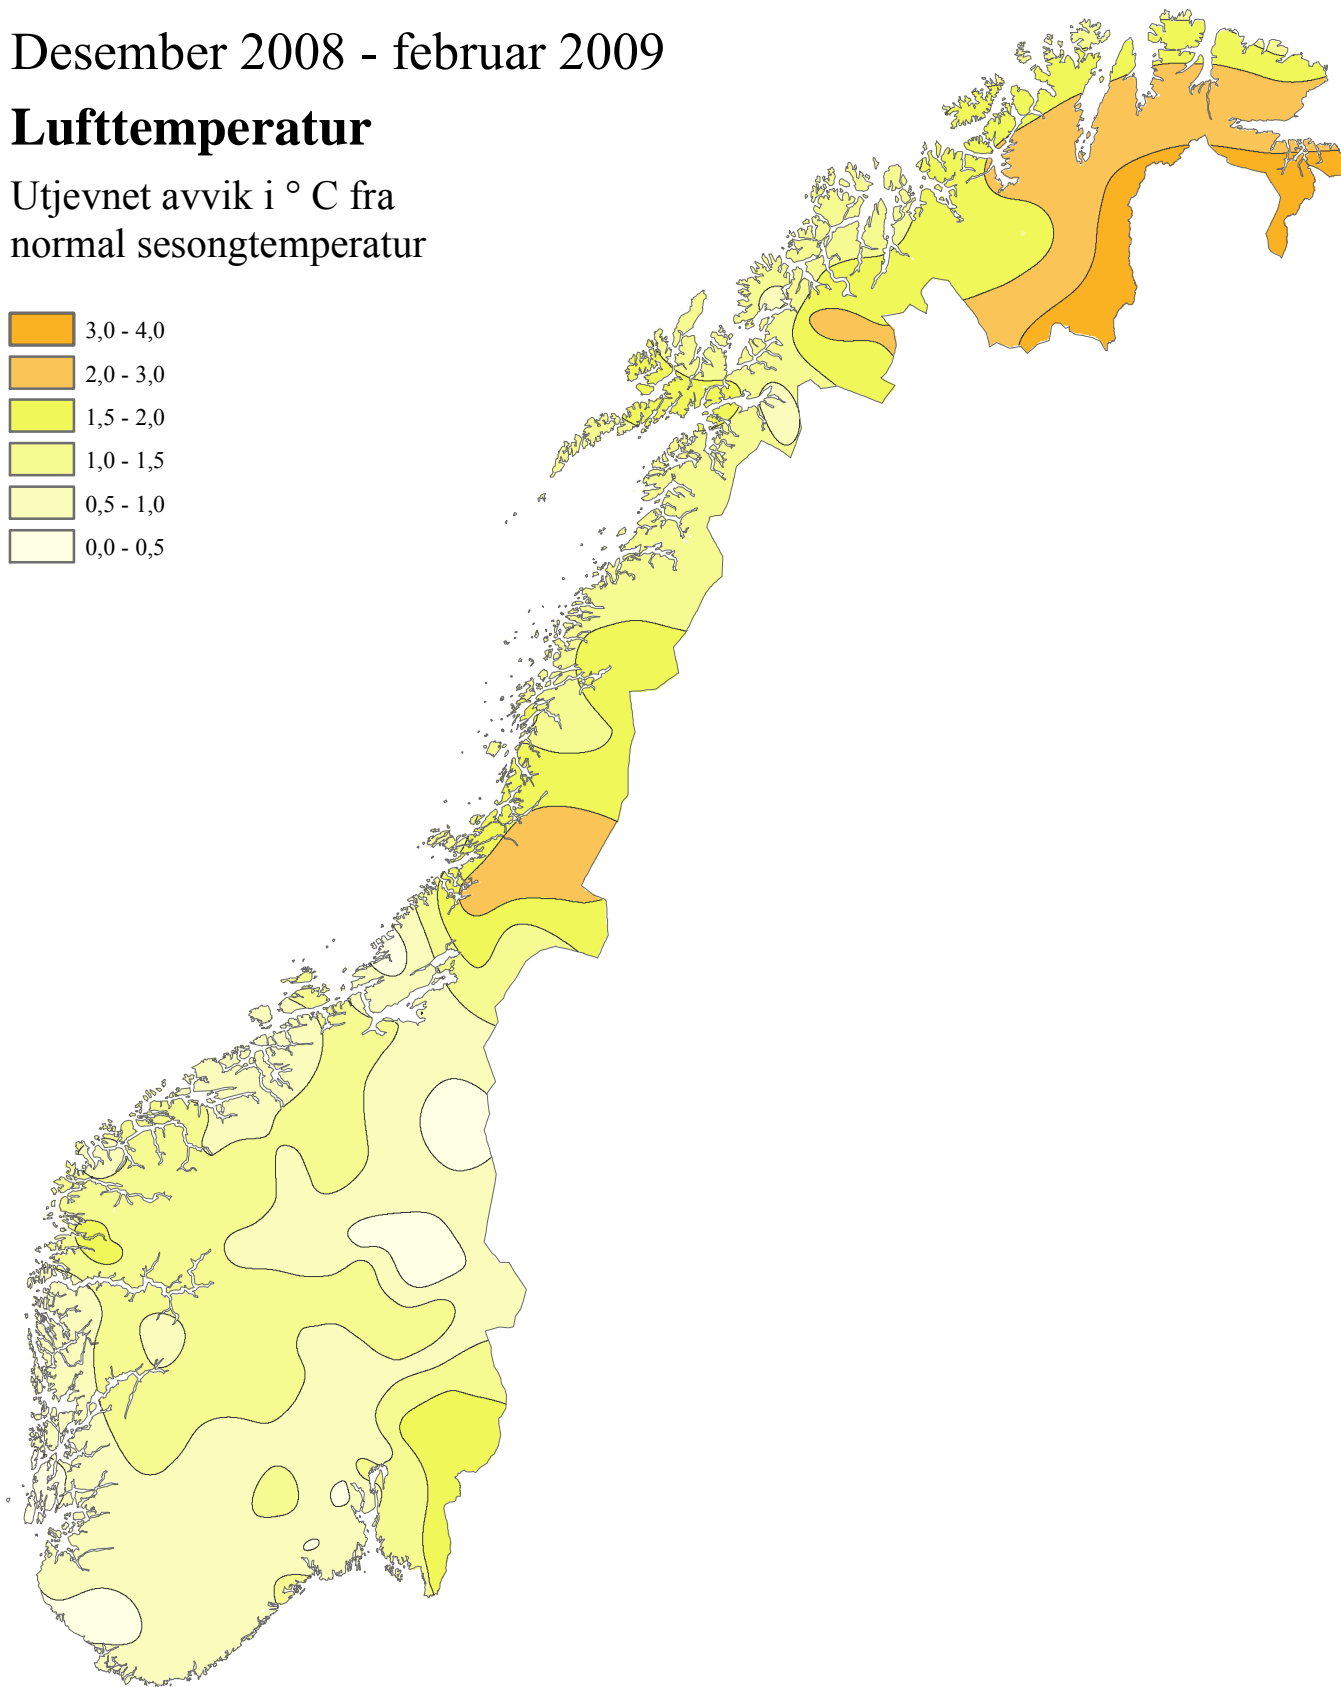 Desember 2008 - februar 2009
Lufttemperatur
Utjevnet avvik i ° C fra
normal sesongtemperatur
3,0 - 4,0
2,0 - 3,0
1,5 - 2,0
1,0 - 1,5
0,5 - 1,0
0,0 - 0,5